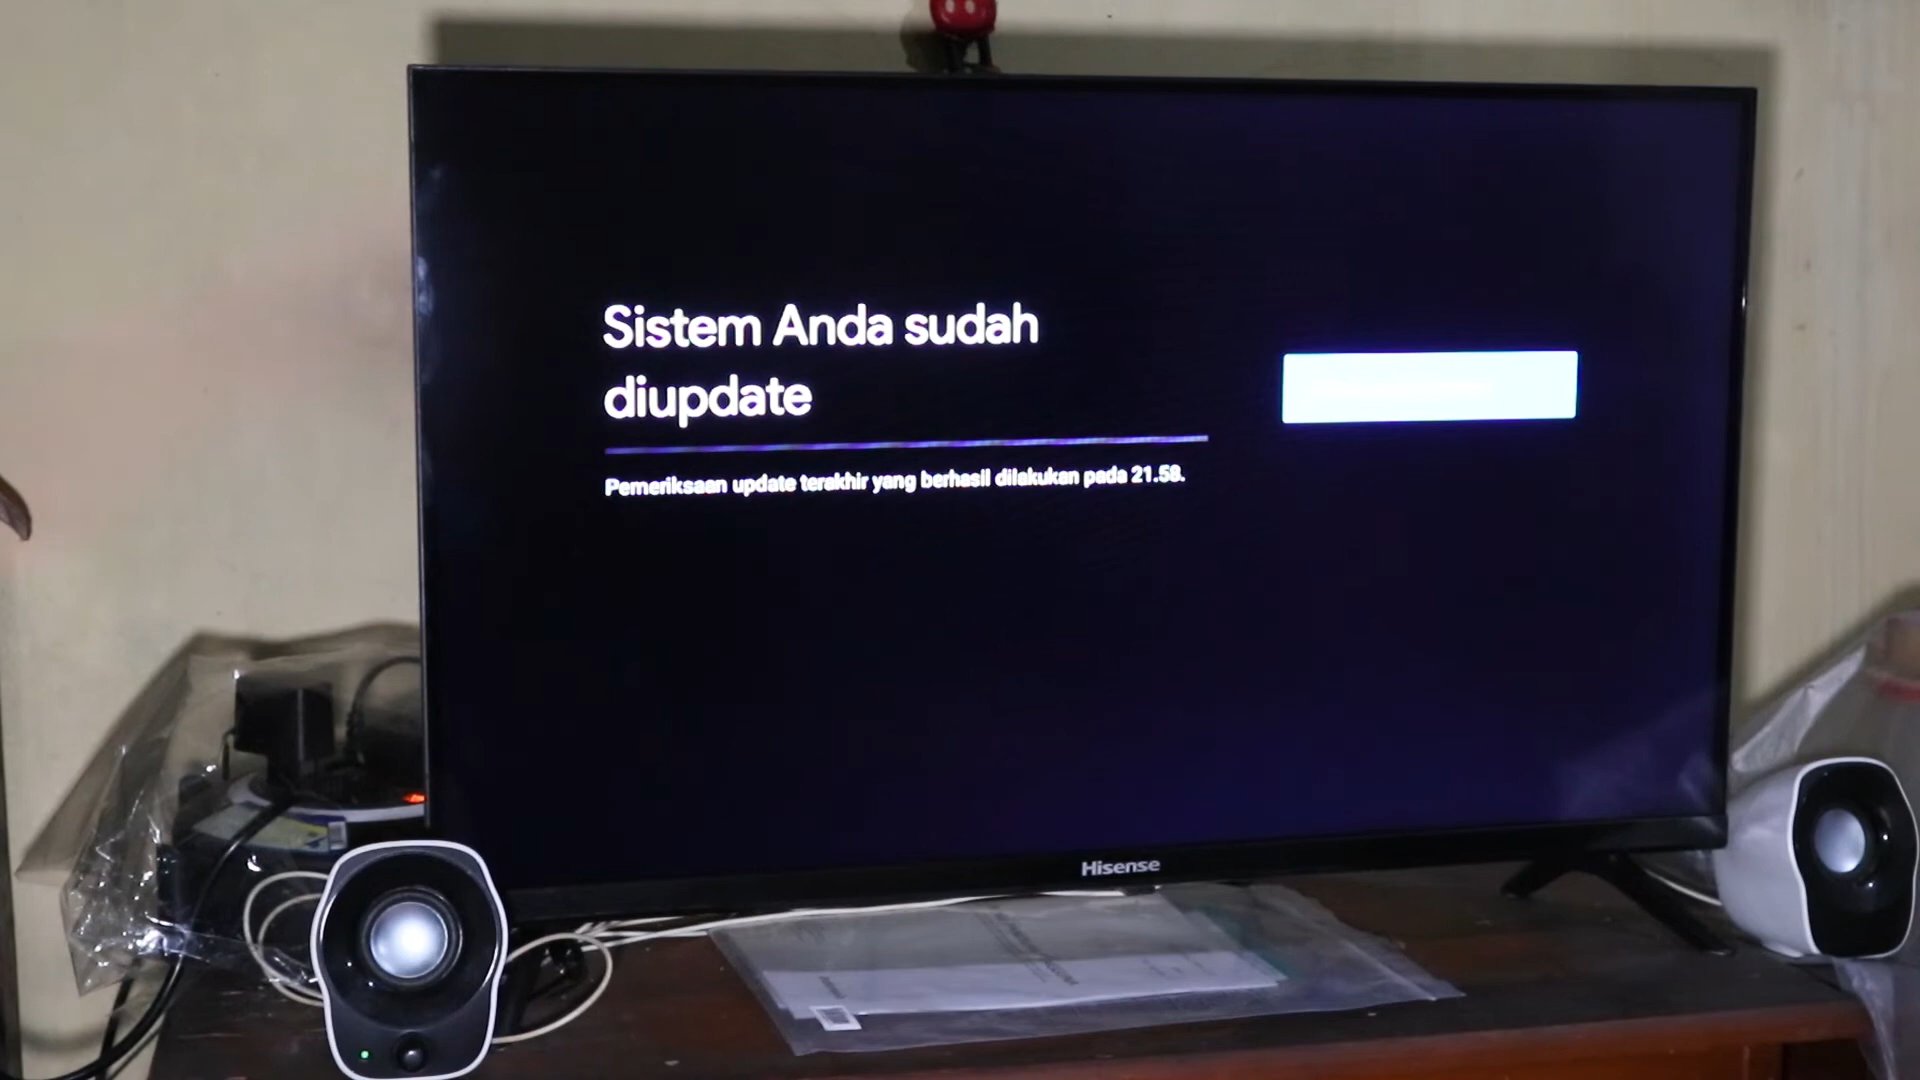 Sistem Anda sudah
diupdate
Pemeriksaan update terakhir yang berhasil dilakukan pada 21.58.
Hisense